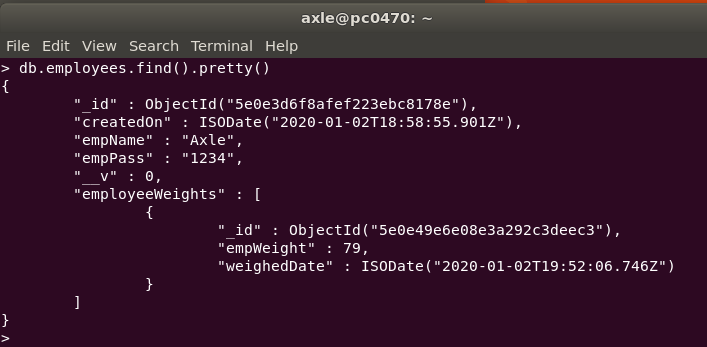 axle@pc0470: ~
File Edit View Search Terminal Help
> db.employees.find().pretty()
{
        "_id" : ObjectId("5e0e3d6f8afef223ebc8178e"),
        "createdOn" : ISODate("2020-01-02T18:58:55.901Z"),
        "empName" : "Axle",
        "empPass" : "1234",
        "__v" : 0,
        "employeeWeights" : [
                {
                        "_id" : ObjectId("5e0e49e6e08e3a292c3deec3"),
                        "empWeight" : 79,
                        "weighedDate" : ISODate("2020-01-02T19:52:06.746Z")
                }
        ]
}
>